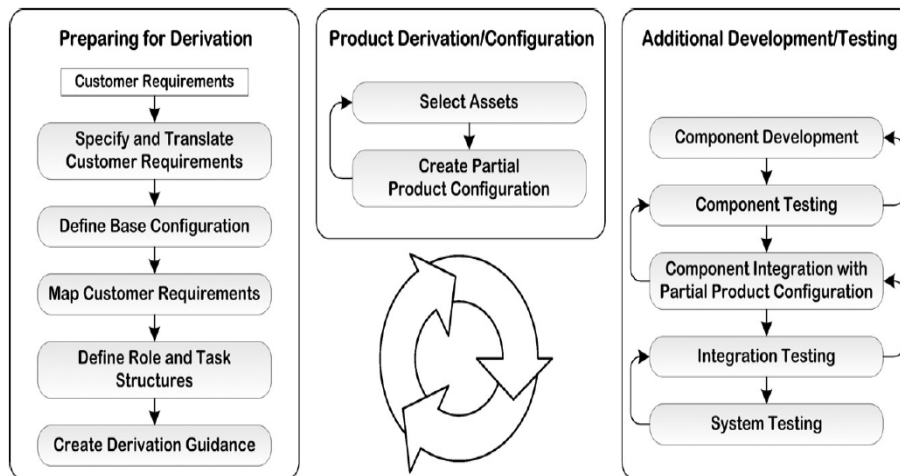 Preparing for Derivation
Customer Requirements
Specify and Translate
Customer Requirements
Define Base Configuration
Map Customer Requirements
Define Role and Task
Structures
Create Derivation Guidance
Product Derivation/Configuration
Select Assets
Create Partial
Product Configuration
Additional Development/Testing
Component Development
Component Testing
Component Integration with
Partial Product Configuration
Integration Testing
System Testing